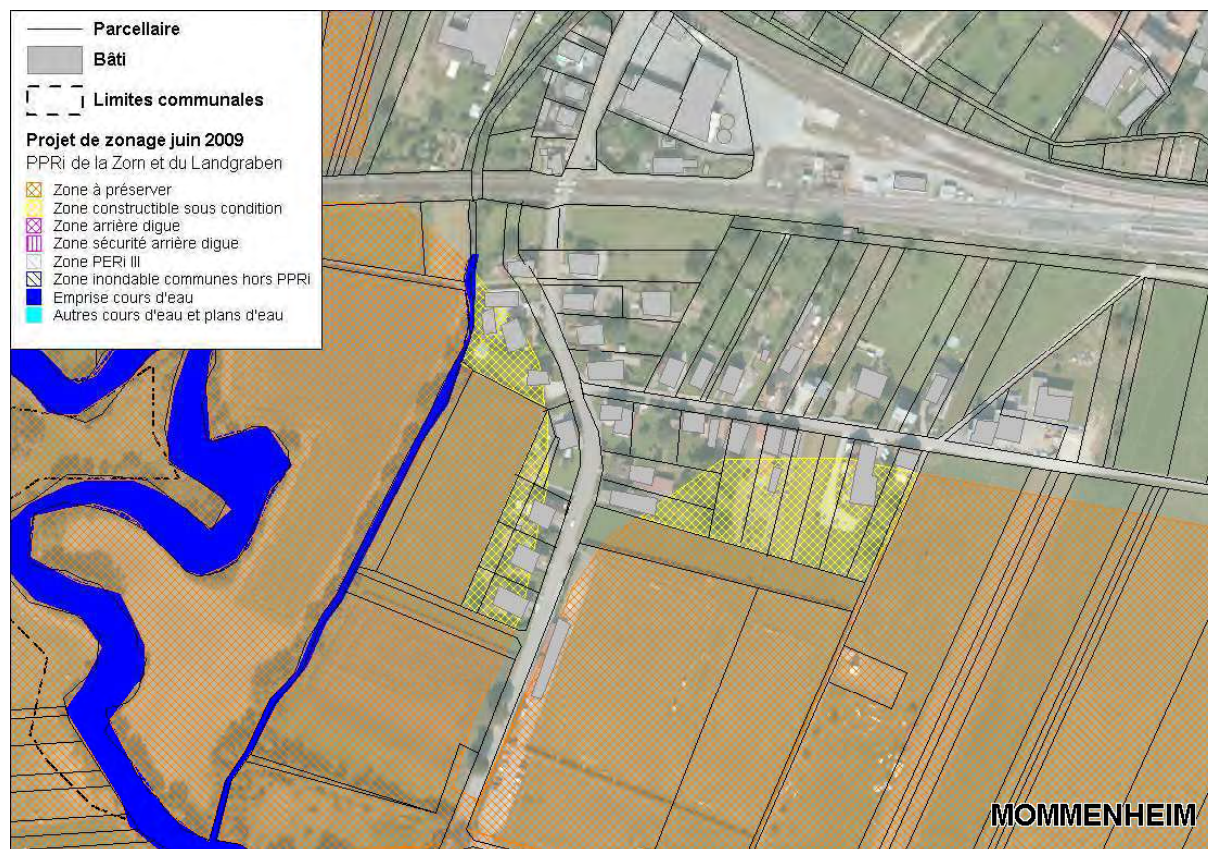 Parcellaire
Bâti
Limites communales
Projet de zonage juin 2009
PPRi de la Zorn et du Landgraben
Zone à préserver
Zone constructible sous condition
Zone arrière digue
Zone sécurité arrière digue
Zone PERi III
Zone inondable communes hors PPRi
Emprise cours d'eau
Autres cours d'eau et plans d'eau
MOMMENHEIM